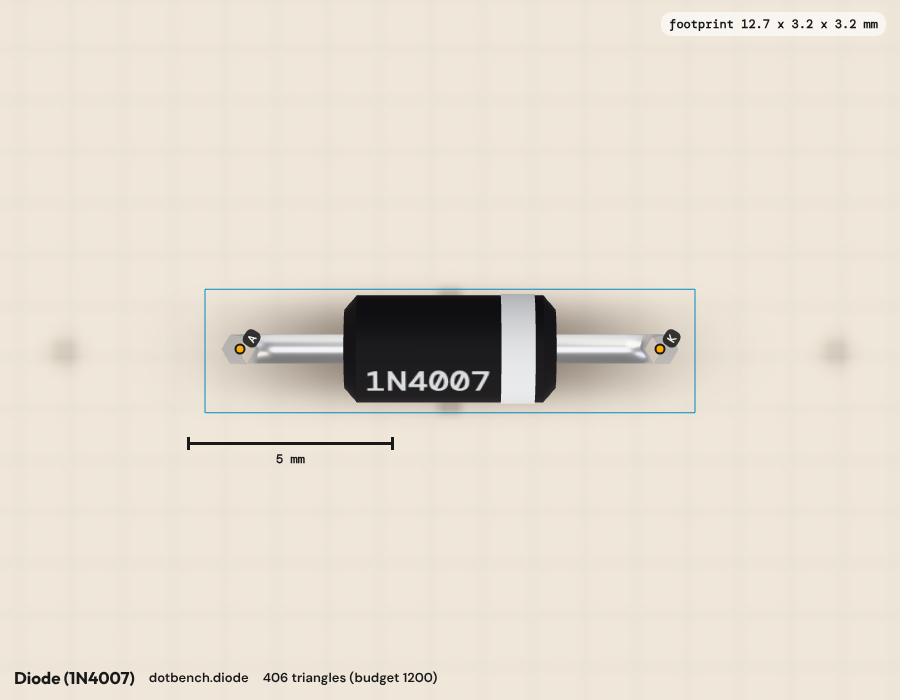 footprint 12.7 x 3.2 x 3.2 mm
A
K
1N4007
5 mm
Diode (1N4007) dotbench.diode 406 triangles (budget 1200)